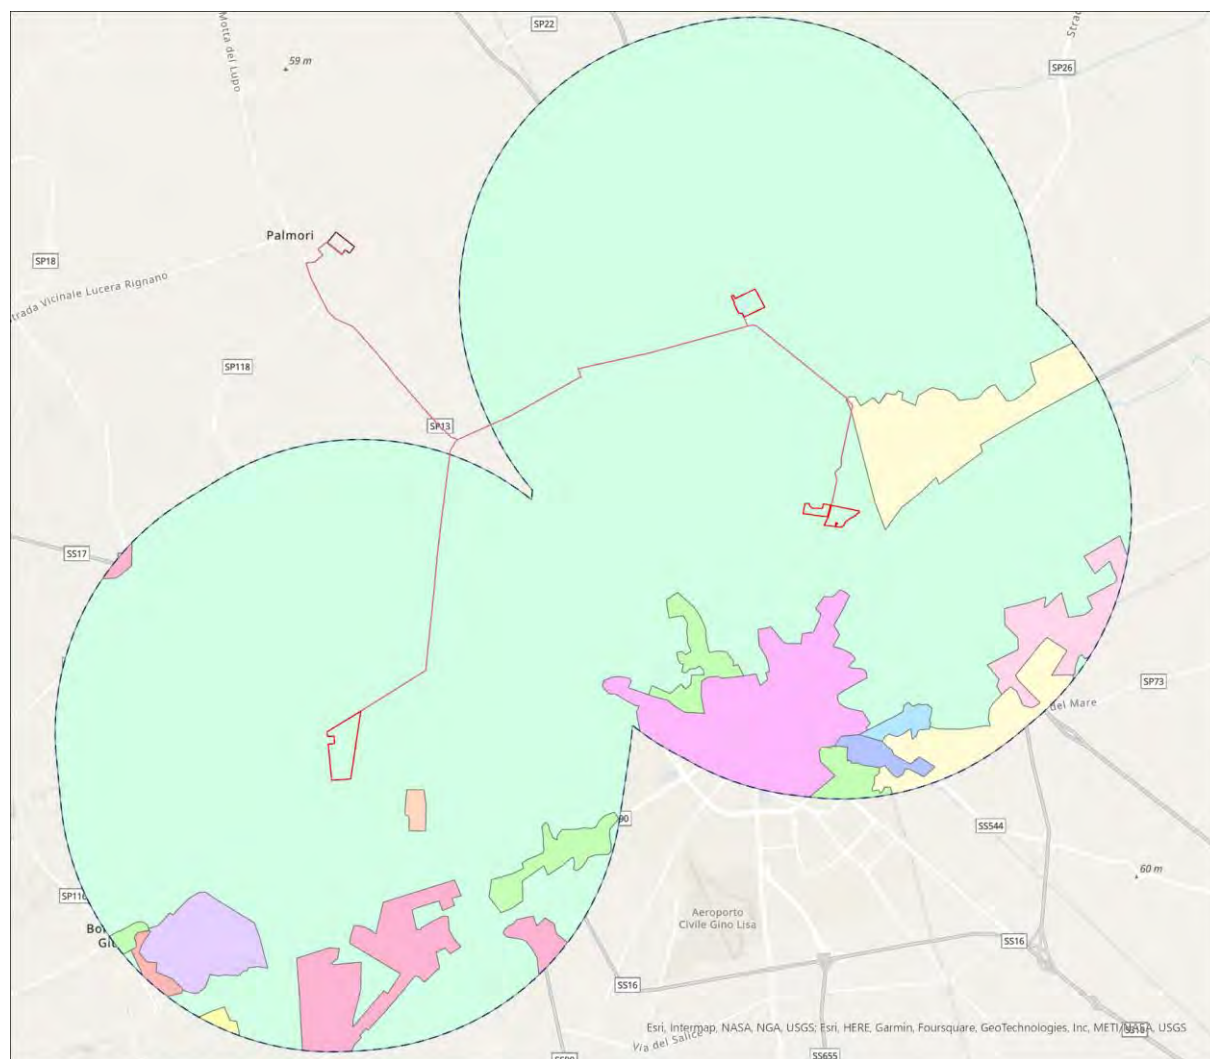 SP22
Motta del Lupo
59 m
SP26
Palmori
SP18
Strada Vicinale Lucera Rignano
SP118
SP13
SS17
SP73
del Mare
SS544
60 m
SP116
Aeroporto
Civile Gino Lisa
SS16
SS16
Esri, Intermap, NASA, NGA, USGS; Esri, HERE, Garmin, Foursquare, GeoTechnologies, Inc, METI/NASA, USGS
Via del Salice
SS655